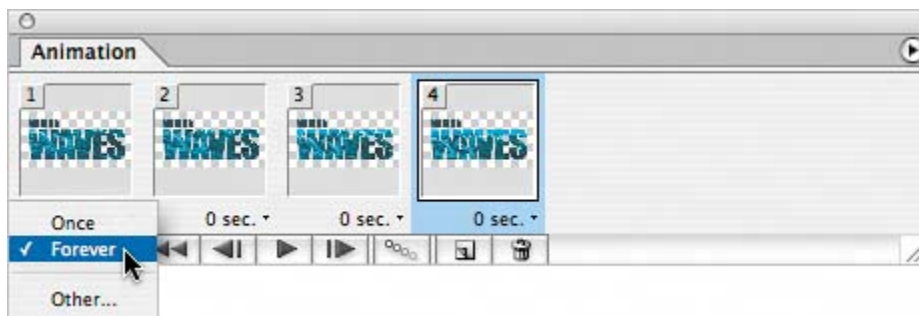 Animation
1 2 3 4
WAVES WAVES WAVES WAVES
0 sec. 0 sec. 0 sec.
Once
Forever
Other...